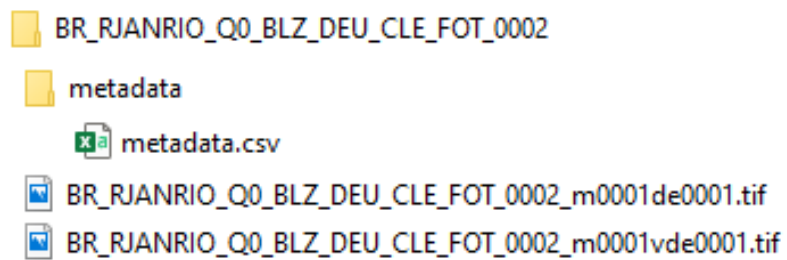 BR_RJANRIO_Q0_BLZ_DEU_CLE_FOT_0002
metadata
metadata.csv
BR_RJANRIO_Q0_BLZ_DEU_CLE_FOT_0002_m0001de0001.tif
BR_RJANRIO_Q0_BLZ_DEU_CLE_FOT_0002_m0001vde0001.tif